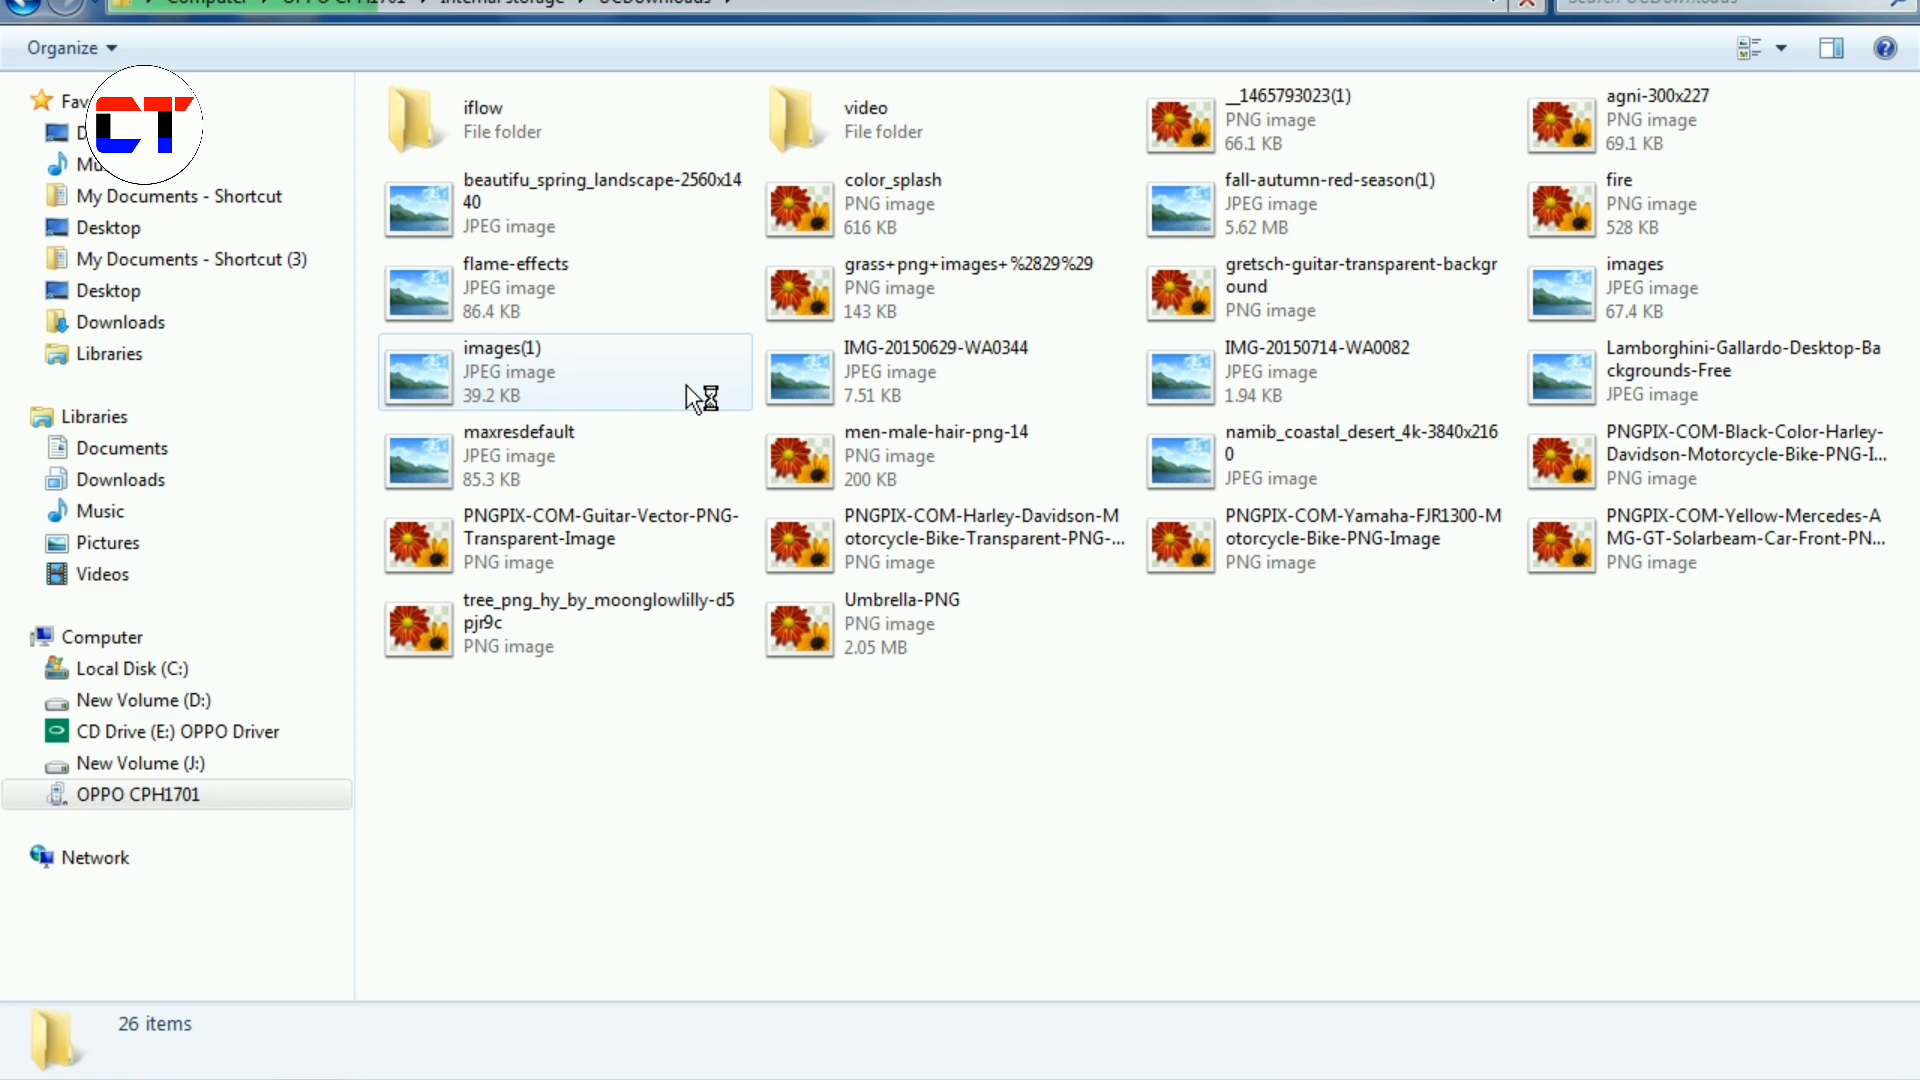 Computer
OPPO CPH1701
Internal storage
UCDownloads
Search UCDownloads
Organize
CT
My Documents - Shortcut
Desktop
My Documents - Shortcut (3)
Desktop
Downloads
Libraries
Libraries
Documents
Downloads
Music
Pictures
Videos
Computer
Local Disk (C:)
New Volume (D:)
CD Drive (E:) OPPO Driver
New Volume (J:)
OPPO CPH1701
Network
iflow
File folder
video
File folder
__1465793023(1)
PNG image
66.1 KB
agni-300x227
PNG image
69.1 KB
beautifu_spring_landscape-2560x14
40
JPEG image
color_splash
PNG image
616 KB
fall-autumn-red-season(1)
JPEG image
5.62 MB
fire
PNG image
528 KB
flame-effects
JPEG image
86.4 KB
grass+png+images+%2829%29
PNG image
143 KB
gretsch-guitar-transparent-backgr
ound
PNG image
images
JPEG image
67.4 KB
images(1)
JPEG image
39.2 KB
IMG-20150629-WA0344
JPEG image
7.51 KB
IMG-20150714-WA0082
JPEG image
1.94 KB
Lamborghini-Gallardo-Desktop-Ba
ckgrounds-Free
JPEG image
maxresdefault
JPEG image
85.3 KB
men-male-hair-png-14
PNG image
200 KB
namib_coastal_desert_4k-3840x216
0
JPEG image
PNGPIX-COM-Black-Color-Harley-
Davidson-Motorcycle-Bike-PNG-I...
PNG image
PNGPIX-COM-Guitar-Vector-PNG-
Transparent-Image
PNG image
PNGPIX-COM-Harley-Davidson-M
otorcycle-Bike-Transparent-PNG-...
PNG image
PNGPIX-COM-Yamaha-FJR1300-M
otorcycle-Bike-PNG-Image
PNG image
PNGPIX-COM-Yellow-Mercedes-A
MG-GT-Solarbeam-Car-Front-PN...
PNG image
tree_png_hy_by_moonglowlilly-d5
pjr9c
PNG image
Umbrella-PNG
PNG image
2.05 MB
26 items